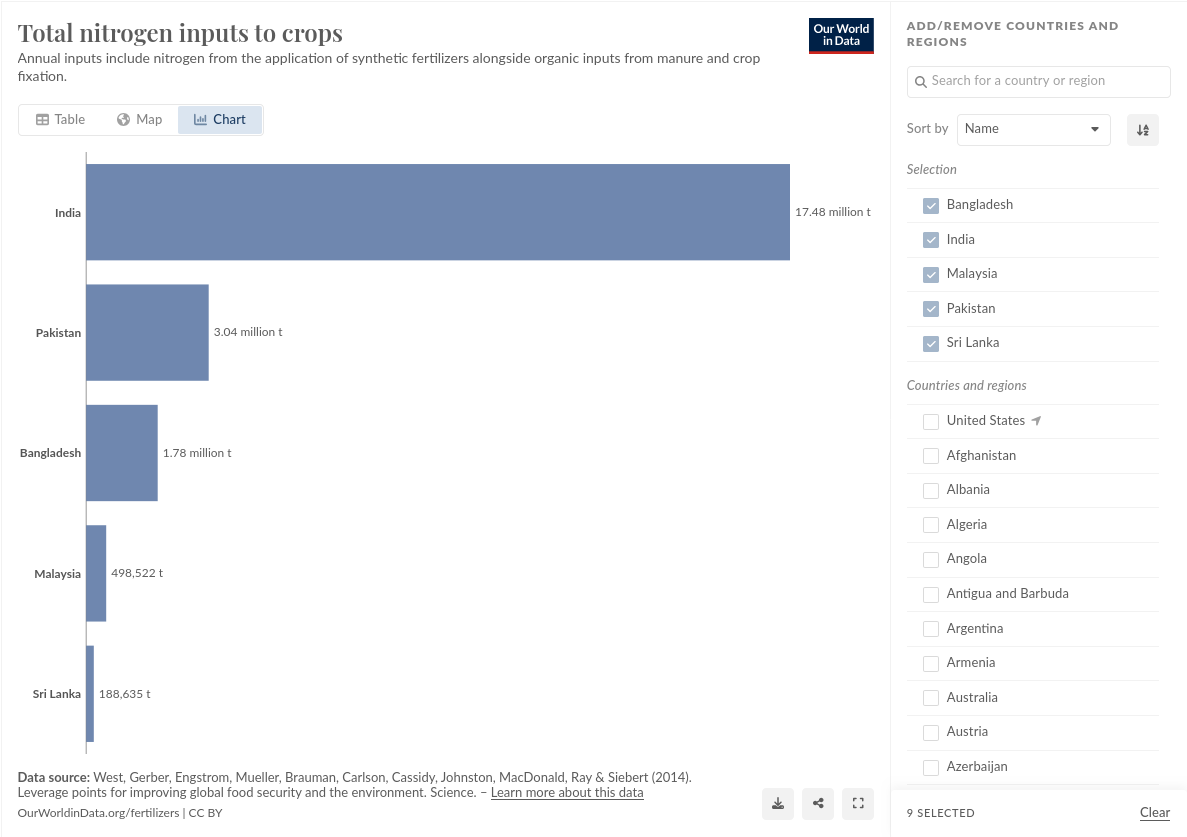 Total nitrogen inputs to crops
Our World
in Data
Annual inputs include nitrogen from the application of synthetic fertilizers alongside organic inputs from manure and crop
fixation.
Table
Map
Chart
India
17.48 million t
Pakistan
3.04 million t
Bangladesh
1.78 million t
Malaysia
498,522 t
Sri Lanka
188,635 t
Data source: West, Gerber, Engstrom, Mueller, Brauman, Carlson, Cassidy, Johnston, MacDonald, Ray & Siebert (2014).
Leverage points for improving global food security and the environment. Science. – Learn more about this data
OurWorldinData.org/fertilizers | CC BY
ADD/REMOVE COUNTRIES AND
REGIONS
Search for a country or region
Sort by
Name
Selection
Bangladesh
India
Malaysia
Pakistan
Sri Lanka
Countries and regions
United States
Afghanistan
Albania
Algeria
Angola
Antigua and Barbuda
Argentina
Armenia
Australia
Austria
Azerbaijan
9 SELECTED
Clear